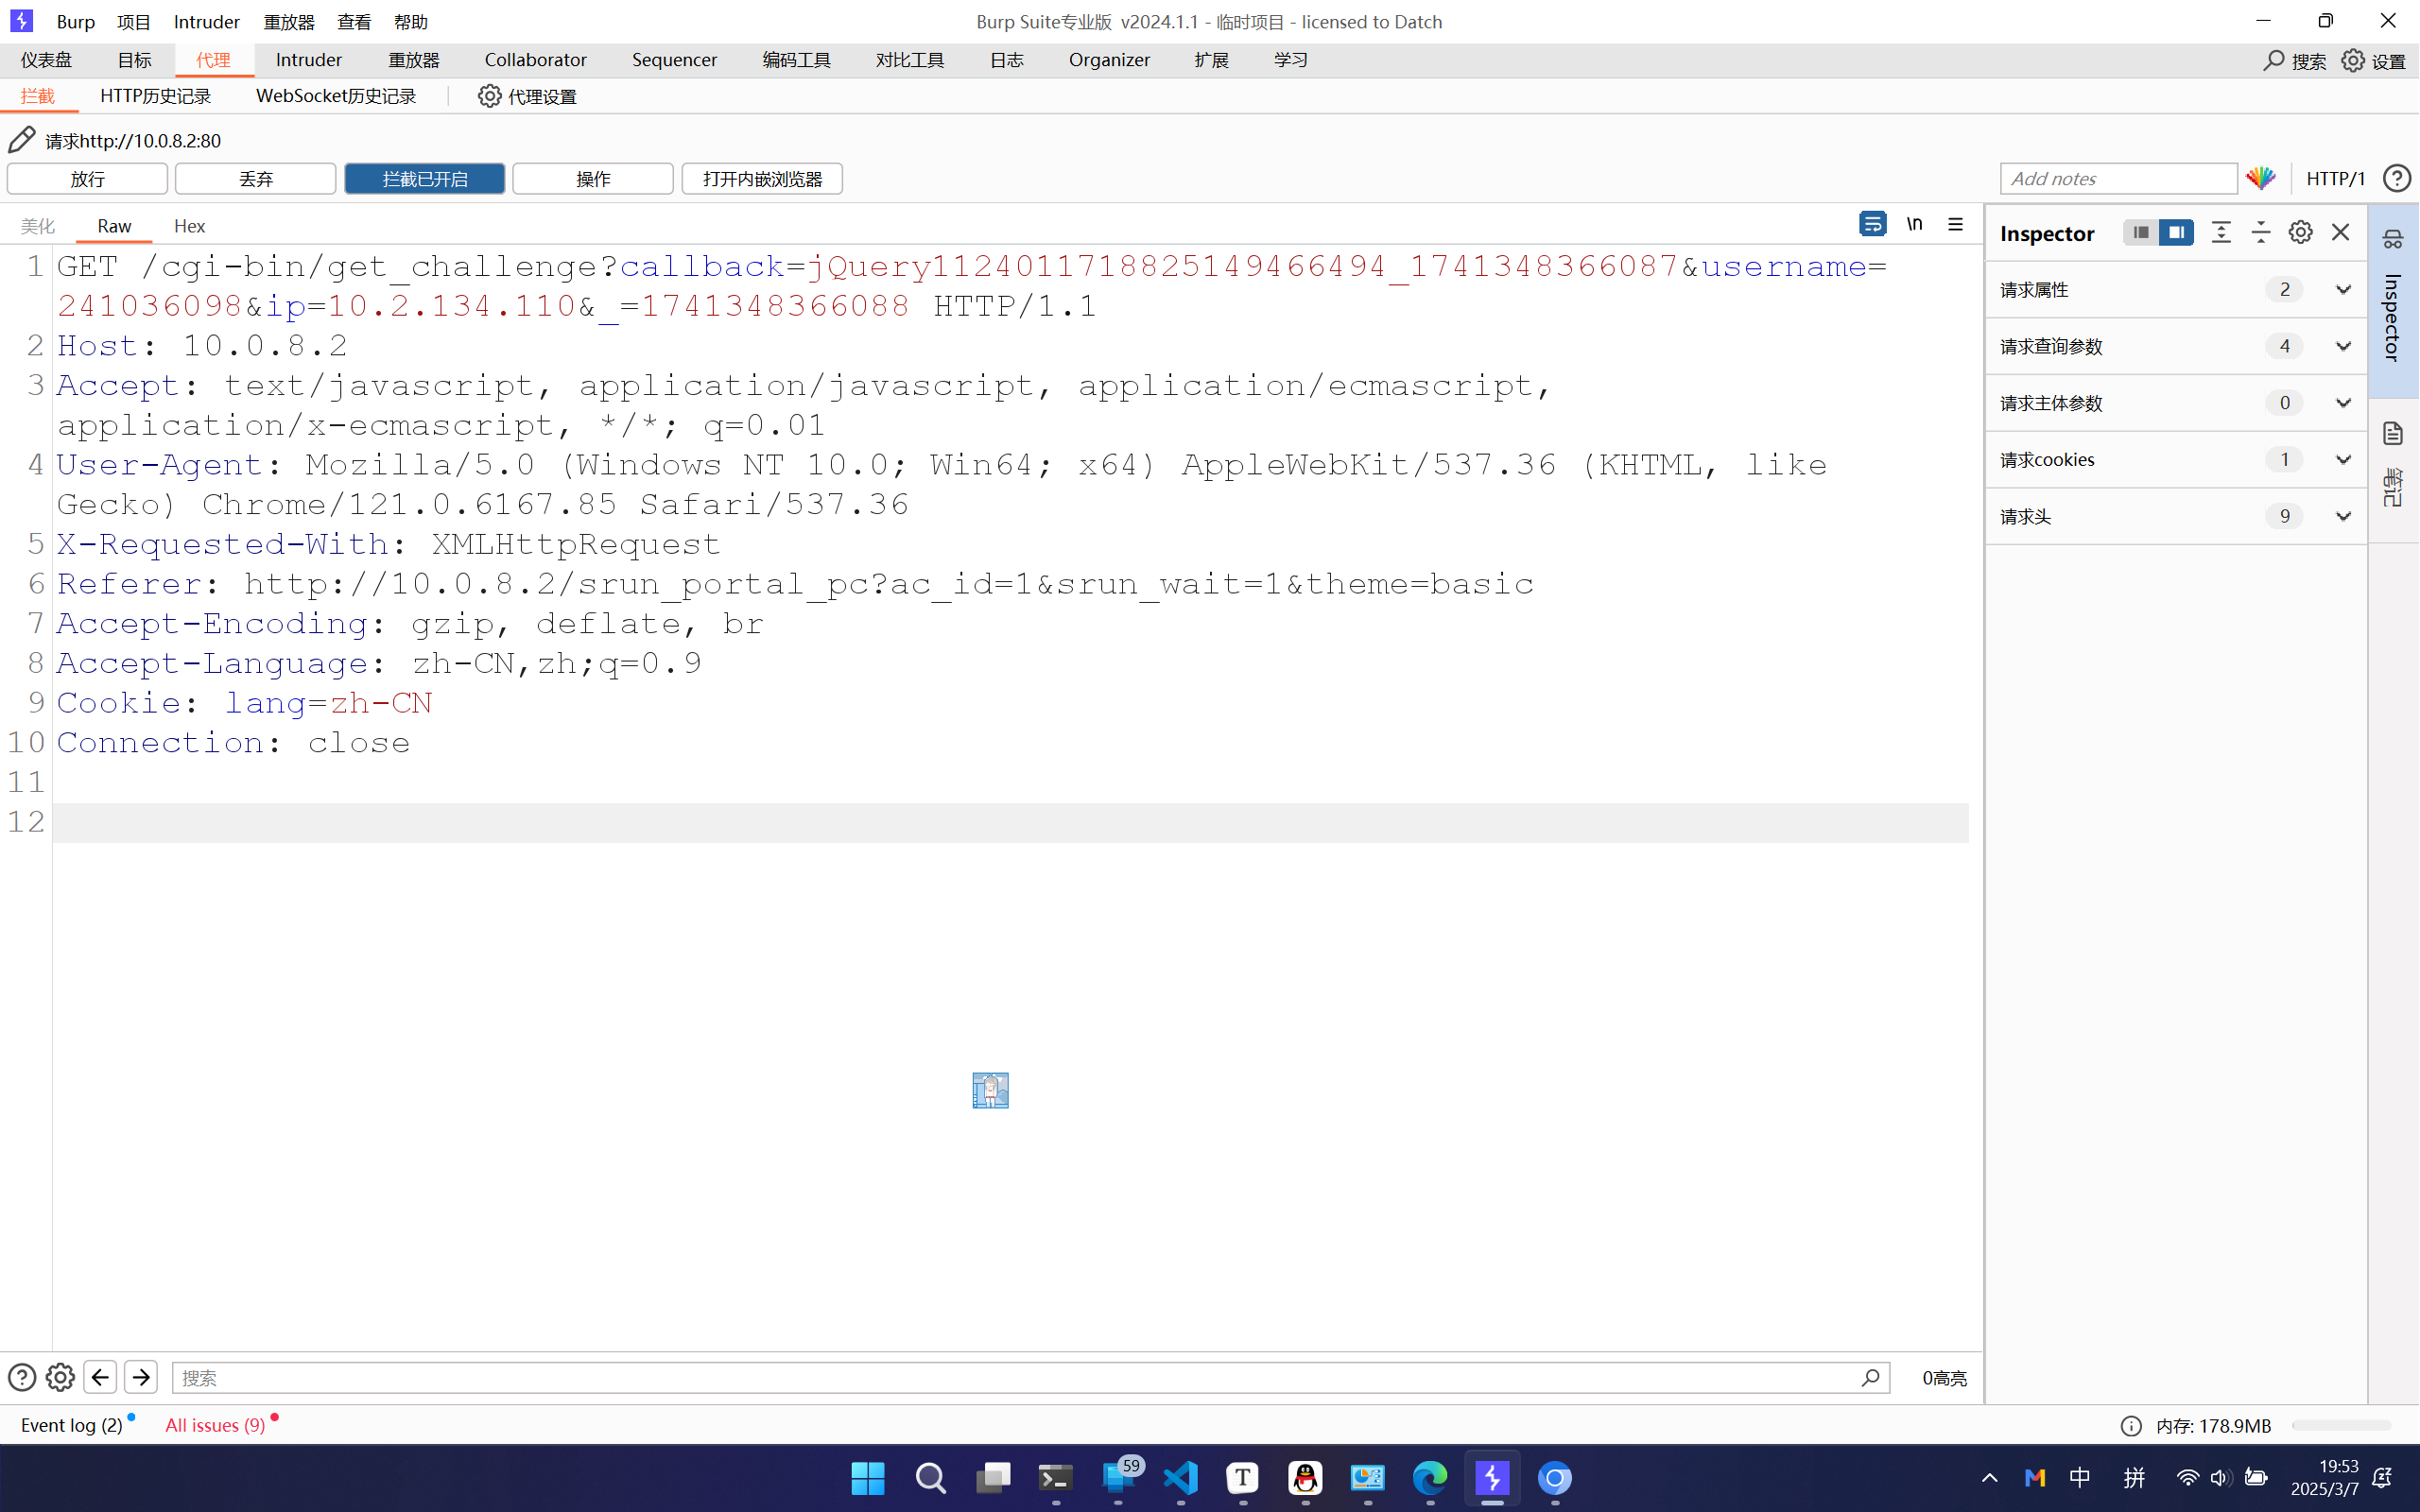 Burp 项目 Intruder 重放器 查看 帮助 Burp Suite专业版 v2024.1.1 - 临时项目 - licensed to Datch
仪表盘 目标 代理 Intruder 重放器 Collaborator Sequencer 编码工具 对比工具 日志 Organizer 扩展 学习 搜索 设置
拦截 HTTP历史记录 WebSocket历史记录 代理设置
请求http://10.0.8.2:80
放行 丢弃 拦截已开启 操作 打开内嵌浏览器 Add notes HTTP/1
美化 Raw Hex \n
1 GET /cgi-bin/get_challenge?callback=jQuery112401171882514946649​4_1741348366087&username=
241036098&ip=10.2.134.110&_=1741348366088 HTTP/1.1
2 Host: 10.0.8.2
3 Accept: text/javascript, application/javascript, application/ecmascript,
application/x-ecmascript, */*; q=0.01
4 User-Agent: Mozilla/5.0 (Windows NT 10.0; Win64; x64) AppleWebKit/537.36 (KHTML, like
Gecko) Chrome/121.0.6167.85 Safari/537.36
5 X-Requested-With: XMLHttpRequest
6 Referer: http://10.0.8.2/srun_portal_pc?ac_id=1&srun_wait=1&theme=basic
7 Accept-Encoding: gzip, deflate, br
8 Accept-Language: zh-CN,zh;q=0.9
9 Cookie: lang=zh-CN
10 Connection: close
11
12
Inspector
请求属性 2
请求查询参数 4
请求主体参数 0
请求cookies 1
请求头 9
Inspector
笔记
搜索 0高亮
Event log (2) All issues (9) 内存: 178.9MB
59
T
中 拼 19:53
2025/3/7